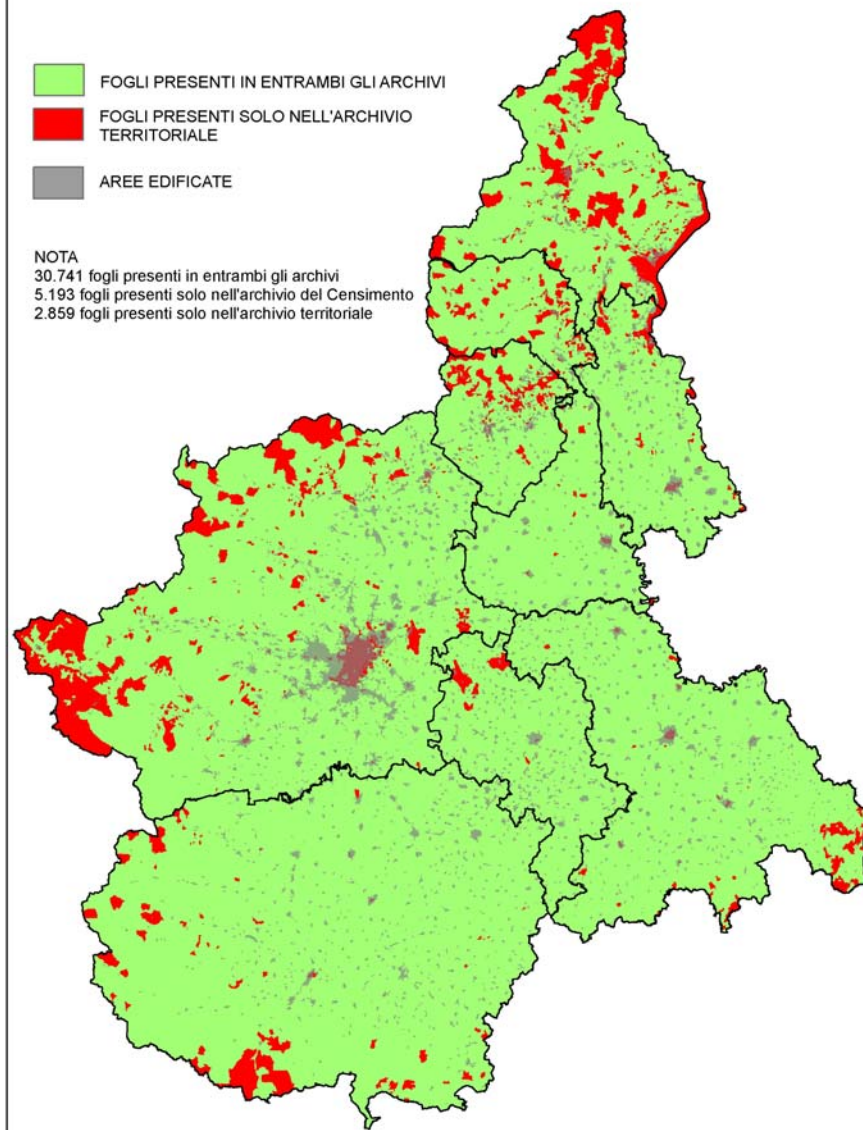 FOGLI PRESENTI IN ENTRAMBI GLI ARCHIVI
FOGLI PRESENTI SOLO NELL'ARCHIVIO
TERRITORIALE
AREE EDIFICATE
NOTA
30.741 fogli presenti in entrambi gli archivi
5.193 fogli presenti solo nell'archivio del Censimento
2.859 fogli presenti solo nell'archivio territoriale